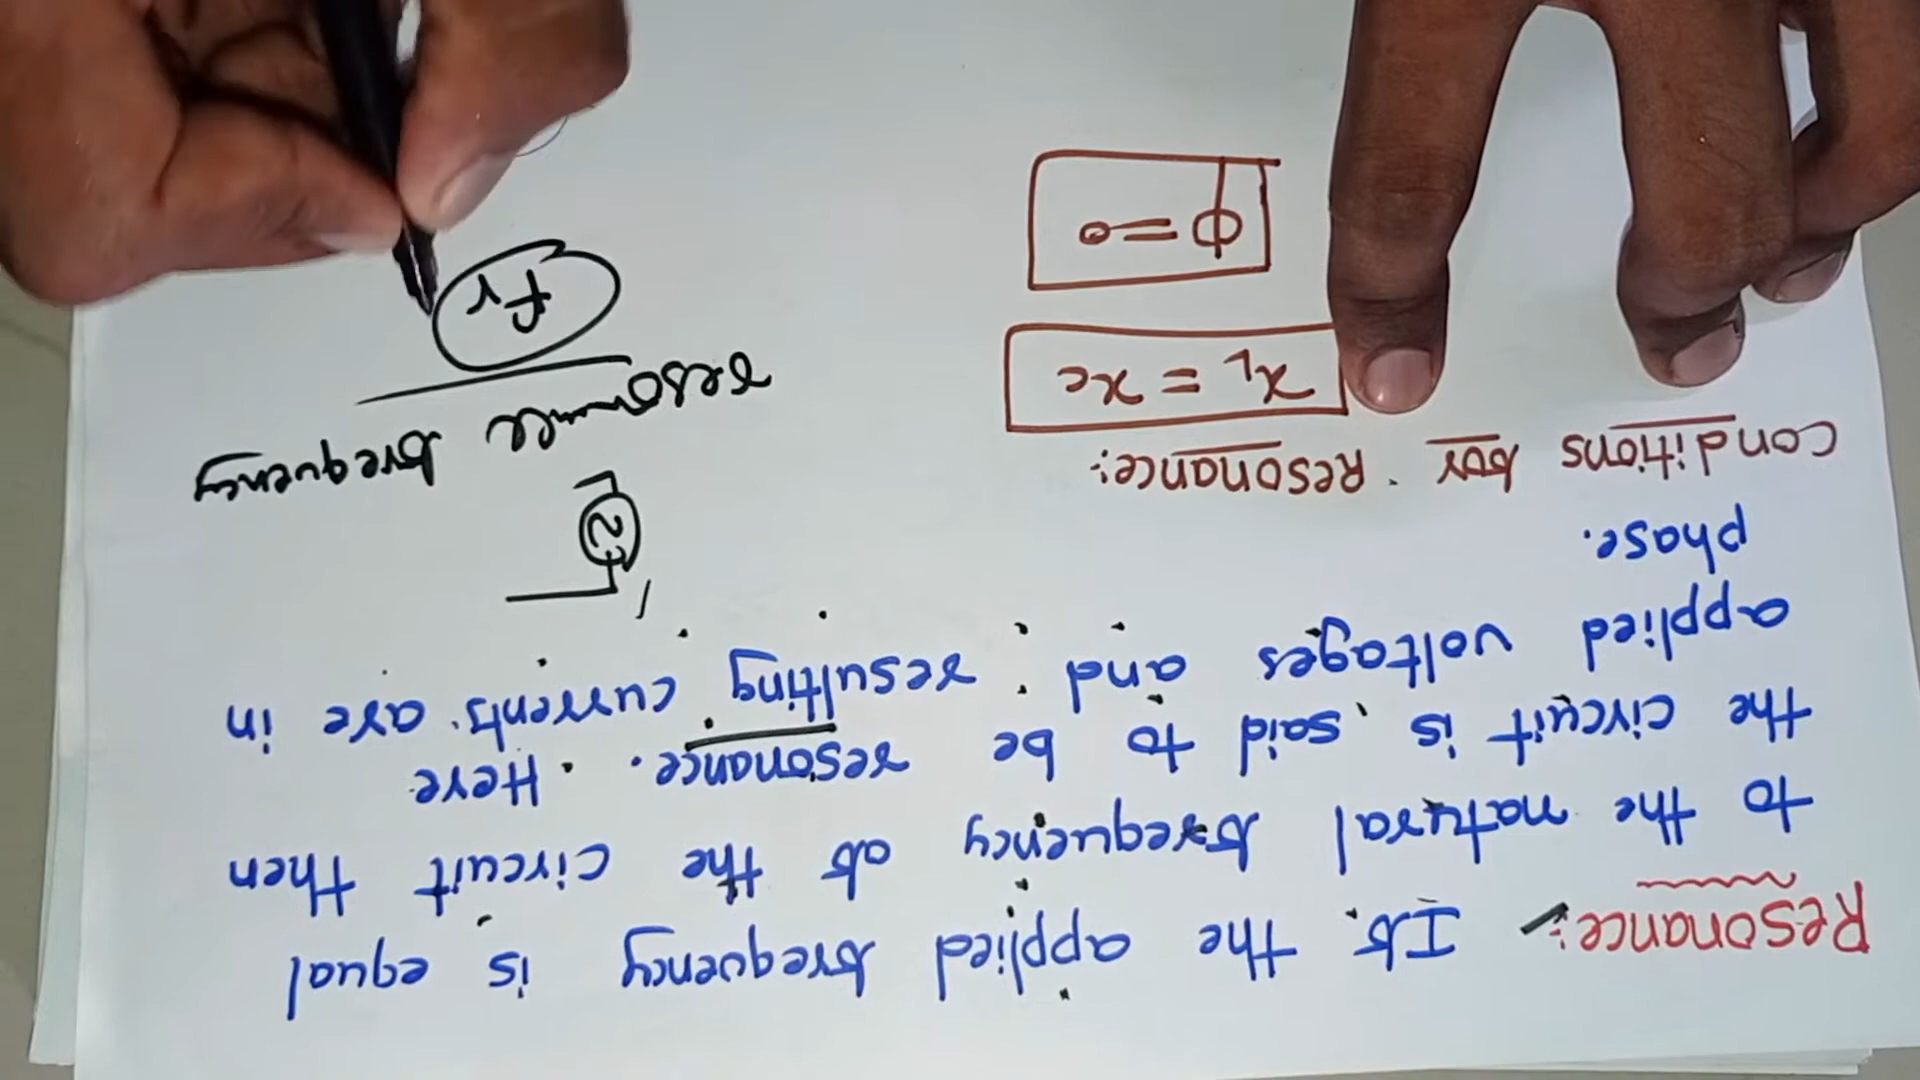 Resonance:- If the applied frequency is equal
to the natural frequency of the circuit then
the circuit is said to be resonance. Here
applied voltages and resulting currents are in
phase.
Conditions for Resonance:-
XL = Xc
ϕ = 0
resonance frequency
fr